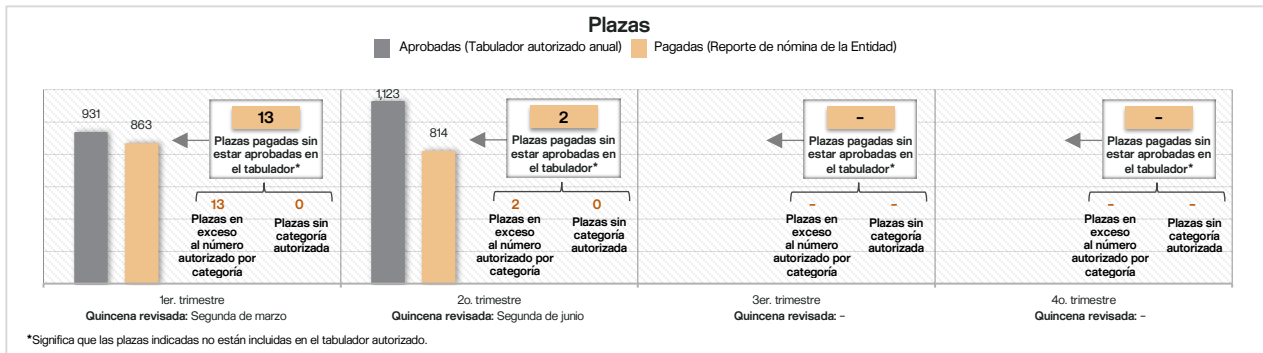 Plazas
Aprobadas (Tabulador autorizado anual) Pagadas (Reporte de nómina de la Entidad)
931
863
13
Plazas pagadas sin
estar aprobadas en
el tabulador*
13 0
Plazas en
exceso
al número
autorizado por
categoría
Plazas sin
categoría
autorizada
1er. trimestre
Quincena revisada: Segunda de marzo
1,123
814
2
Plazas pagadas sin
estar aprobadas en
el tabulador*
2 0
Plazas en
exceso
al número
autorizado por
categoría
Plazas sin
categoría
autorizada
2o. trimestre
Quincena revisada: Segunda de junio
–
Plazas pagadas sin
estar aprobadas en
el tabulador*
– –
Plazas en
exceso
al número
autorizado por
categoría
Plazas sin
categoría
autorizada
3er. trimestre
Quincena revisada: –
–
Plazas pagadas sin
estar aprobadas en
el tabulador*
– –
Plazas en
exceso
al número
autorizado por
categoría
Plazas sin
categoría
autorizada
4o. trimestre
Quincena revisada: –
*Significa que las plazas indicadas no están incluidas en el tabulador autorizado.